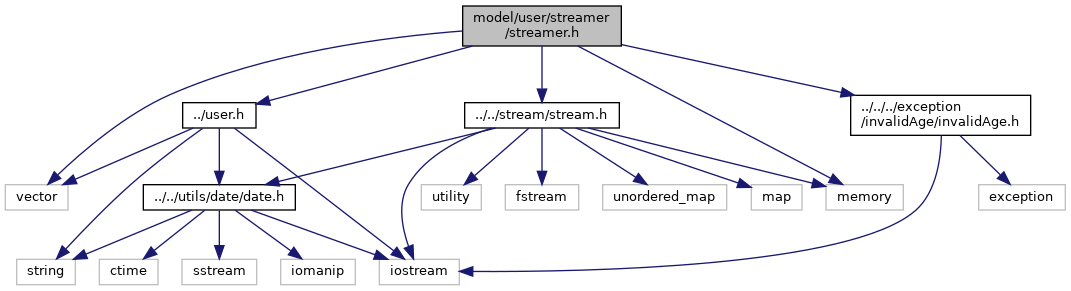 model/user/streamer
/streamer.h
../user.h
../../stream/stream.h
../../../exception
/invalidAge/invalidAge.h
vector
../../utils/date/date.h
utility
fstream
unordered_map
map
memory
exception
string
ctime
sstream
iomanip
iostream